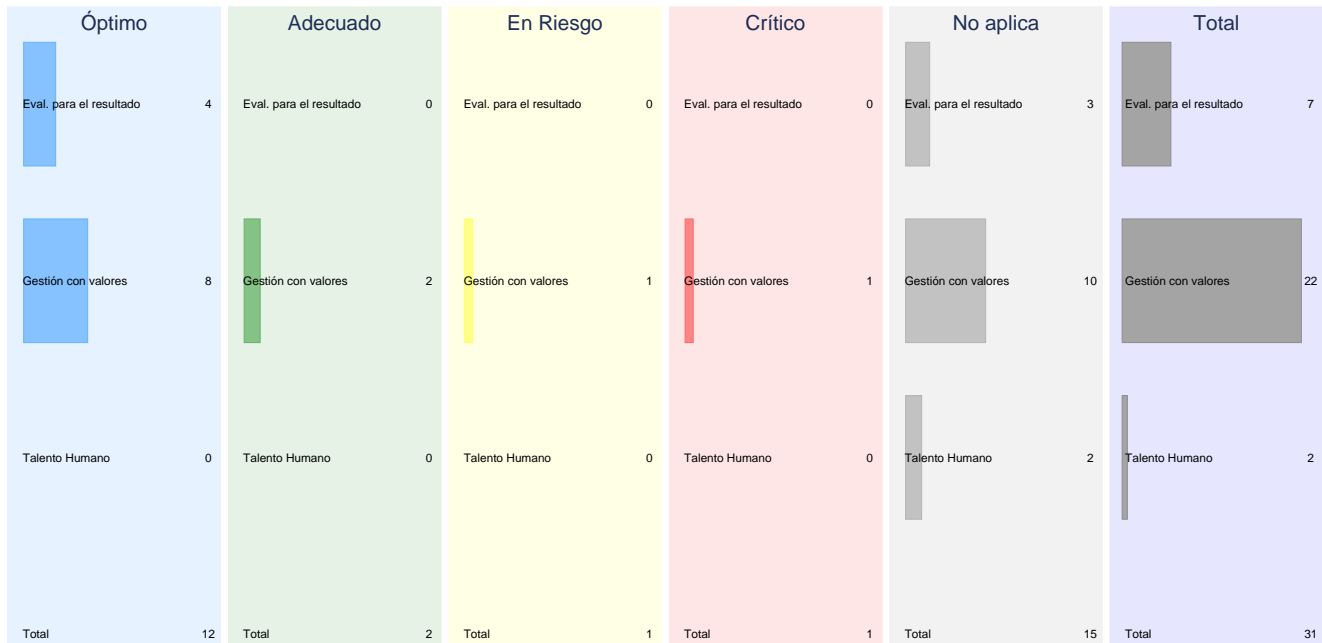 Óptimo Adecuado En Riesgo Crítico No aplica Total
Eval. para el resultado 4 Eval. para el resultado 0 Eval. para el resultado 0 Eval. para el resultado 0 Eval. para el resultado 3 Eval. para el resultado 7
Gestión con valores 8 Gestión con valores 2 Gestión con valores 1 Gestión con valores 1 Gestión con valores 10 Gestión con valores 22
Talento Humano 0 Talento Humano 0 Talento Humano 0 Talento Humano 0 Talento Humano 2 Talento Humano 2
Total 12 Total 2 Total 1 Total 1 Total 15 Total 31